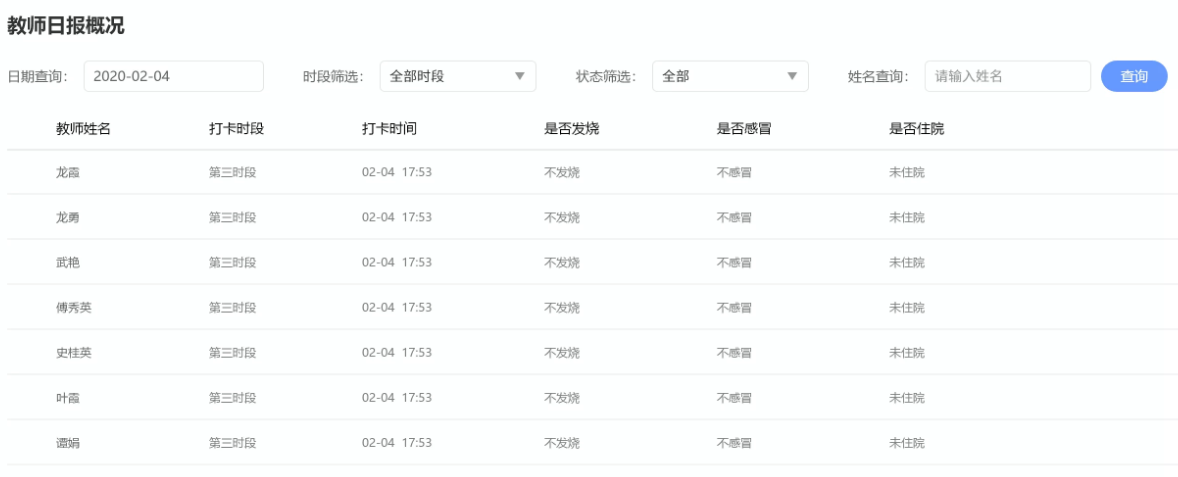 教师日报概况
日期查询： 2020-02-04 时段筛选： 全部时段 状态筛选： 全部 姓名查询： 请输入姓名 查询
教师姓名 打卡时段 打卡时间 是否发烧 是否感冒 是否住院
龙霞 第三时段 02-04 17:53 不发烧 不感冒 未住院
龙勇 第三时段 02-04 17:53 不发烧 不感冒 未住院
武艳 第三时段 02-04 17:53 不发烧 不感冒 未住院
傅秀英 第三时段 02-04 17:53 不发烧 不感冒 未住院
史桂英 第三时段 02-04 17:53 不发烧 不感冒 未住院
叶霞 第三时段 02-04 17:53 不发烧 不感冒 未住院
谭娟 第三时段 02-04 17:53 不发烧 不感冒 未住院